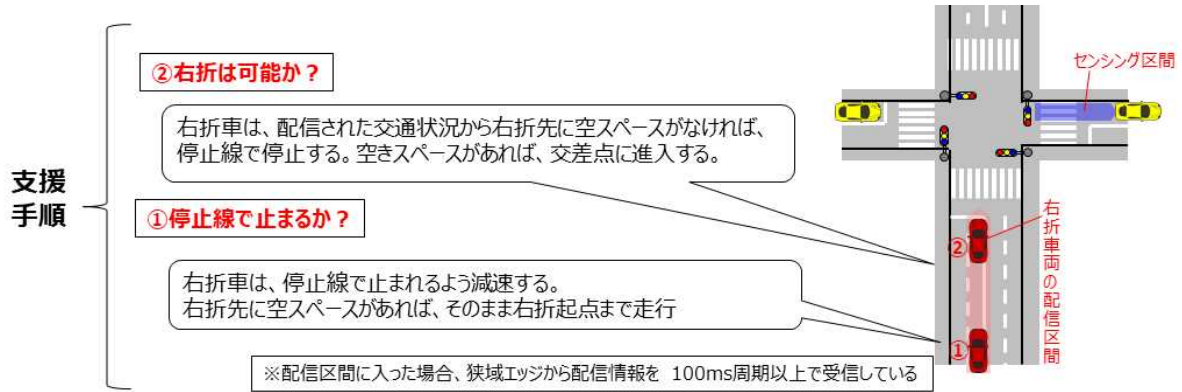 支援
手順
②右折は可能か？
右折車は、配信された交通状況から右折先に空スペースがなければ、
停止線で停止する。空きスペースがあれば、交差点に進入する。
①停止線で止まるか？
右折車は、停止線で止まれるよう減速する。
右折先に空スペースがあれば、そのまま右折起点まで走行
※配信区間に入った場合、狭域エッジから配信情報を 100ms周期以上で受信している
センシング区間
右折車両の配信区間
②
①